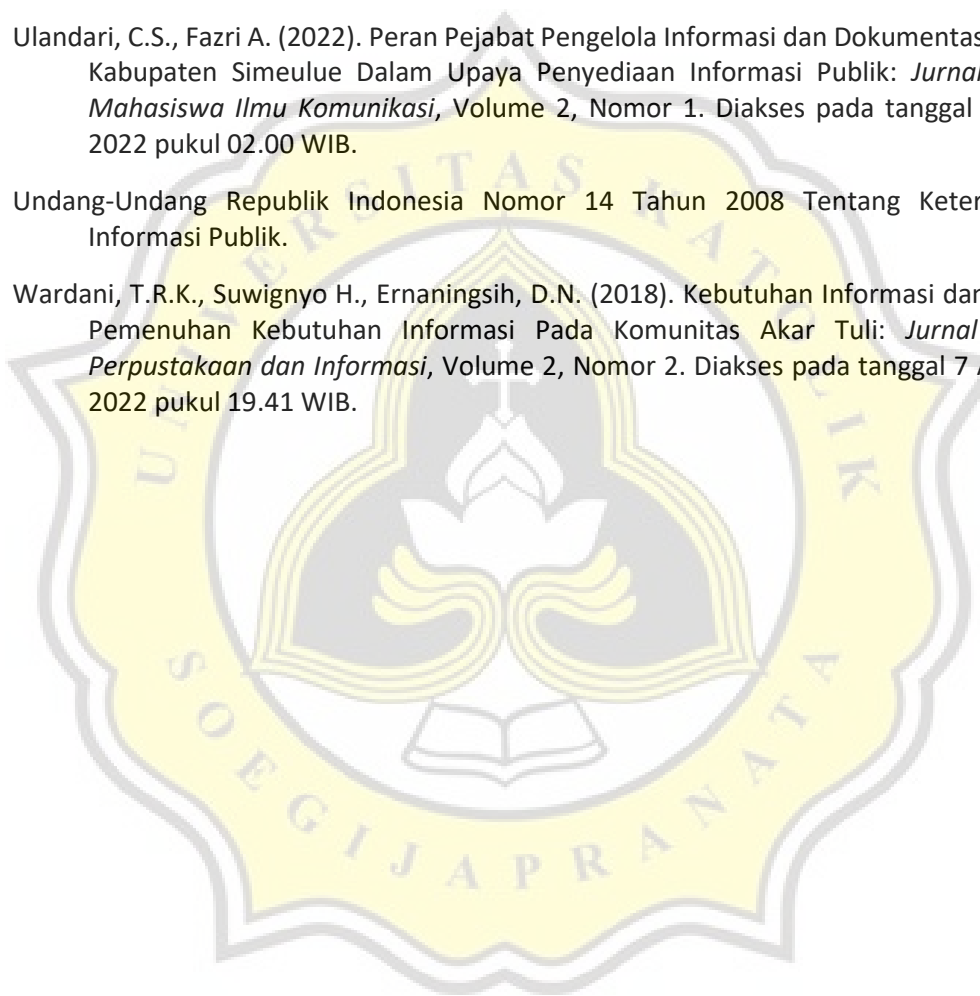 Ulandari, C.S., Fazri A. (2022). Peran Pejabat Pengelola Informasi dan Dokumentas
Kabupaten Simeulue Dalam Upaya Penyediaan Informasi Publik: Jurnal
Mahasiswa Ilmu Komunikasi, Volume 2, Nomor 1. Diakses pada tanggal
2022 pukul 02.00 WIB.
Undang-Undang Republik Indonesia Nomor 14 Tahun 2008 Tentang Keter
Informasi Publik.
Wardani, T.R.K., Suwignyo H., Ernaningsih, D.N. (2018). Kebutuhan Informasi dan
Pemenuhan Kebutuhan Informasi Pada Komunitas Akar Tuli: Jurnal
Perpustakaan dan Informasi, Volume 2, Nomor 2. Diakses pada tanggal 7
2022 pukul 19.41 WIB.
UNIVERSITAS KATOLIK
SOEGIJAPRANATA